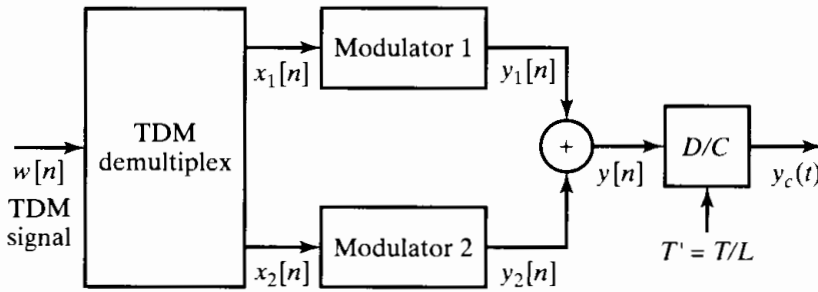 w[n]
TDM
signal
TDM
demultiplex
x₁[n]
Modulator 1
y₁[n]
x₂[n]
Modulator 2
y₂[n]
+
y[n]
D/C
y_c(t)
T' = T/L